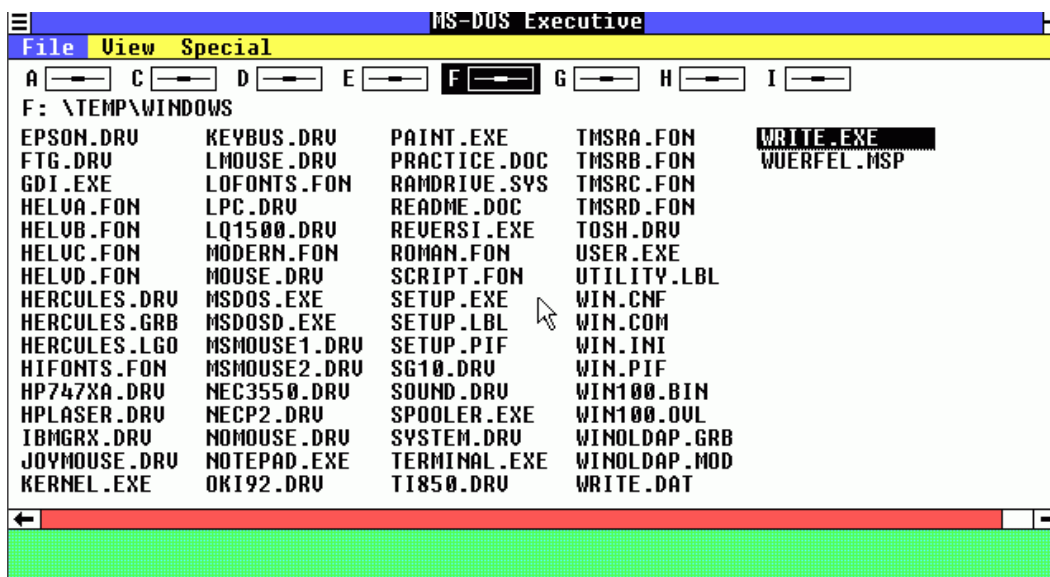 MS-DOS Executive
File View Special
A C D E F G H I
F: \TEMP\WINDOWS
EPSON.DRV KEYBUS.DRV PAINT.EXE TMSRA.FON WRITE.EXE
FTG.DRV LMOUSE.DRV PRACTICE.DOC TMSRB.FON WUERFEL.MSP
GDI.EXE LOFONTS.FON RAMDRIVE.SYS TMSRC.FON
HELVA.FON LPC.DRV README.DOC TMSRD.FON
HELVB.FON LQ1500.DRV REVERSI.EXE TOSH.DRV
HELVC.FON MODERN.FON ROMAN.FON USER.EXE
HELVD.FON MOUSE.DRV SCRIPT.FON UTILITY.LBL
HERCULES.DRV MSDOS.EXE SETUP.EXE WIN.CNF
HERCULES.GRB MSDOSD.EXE SETUP.LBL WIN.COM
HERCULES.LGO MSMOUSE1.DRV SETUP.PIF WIN.INI
HIFONTS.FON MSMOUSE2.DRV SG10.DRV WIN.PIF
HP747XA.DRV NEC3550.DRV SOUND.DRV WIN100.BIN
HPLASER.DRV NECP2.DRV SPOOLER.EXE WIN100.OVL
IBMGRX.DRV NOMOUSE.DRV SYSTEM.DRV WINOLDAP.GRB
JOYMOUSE.DRV NOTEPAD.EXE TERMINAL.EXE WINOLDAP.MOD
KERNEL.EXE OKI92.DRV TI850.DRV WRITE.DAT